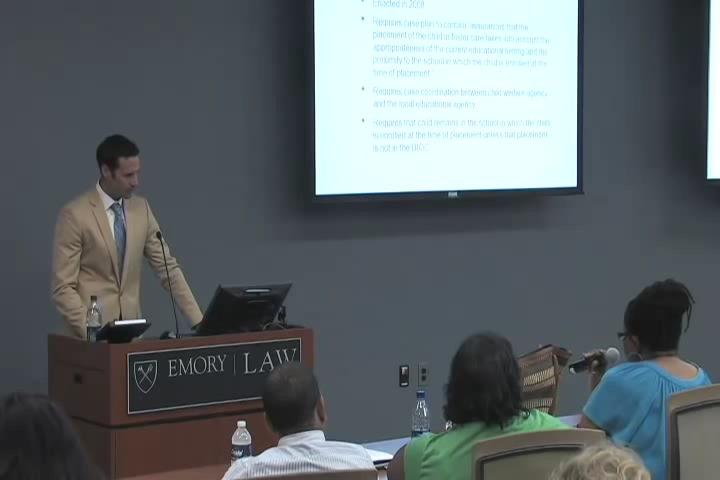 Enacted in 2008
Requires case plan to contain "assurances that the
placement of the child in foster care takes into account the
appropriateness of the current educational setting and the
proximity to the school in which the child is enrolled at the
time of placement."
Requires case coordination between child welfare agency
and the local educational agency
Requires that child remains in the school in which the child
is enrolled at the time of placement unless that placement
is not in the BIOC
EMORY | LAW